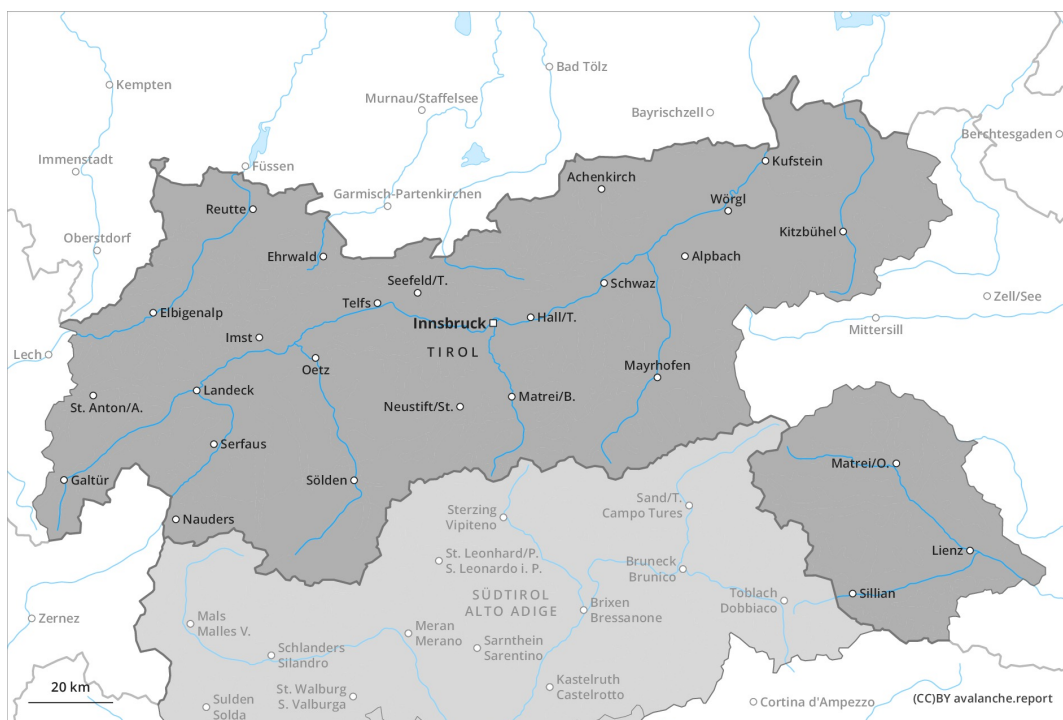 Bad Tölz
Kempten
Murnau/Staffelsee
Bayrischzell
Berchtesgaden
Immenstadt
Füssen
Kufstein
Achenkirch
Garmisch-Partenkirchen
Wörgl
Reutte
Kitzbühel
Oberstdorf
Ehrwald
Alpbach
Seefeld/T.
Schwaz
Zell/See
Telfs
Elbigenalp
Innsbruck
Hall/T.
Mittersill
Imst
TIROL
Lech
Oetz
Mayrhofen
Landeck
St. Anton/A.
Neustift/St.
Matrei/B.
Serfaus
Matrei/O.
Galtür
Sölden
Sand/T.
Campo Tures
Sterzing
Vipiteno
Nauders
St. Leonhard/P.
S. Leonardo i. P.
Lienz
Bruneck
Brunico
SÜDTIROL
ALTO ADIGE
Toblach
Dobbiaco
Sillian
Brixen
Bressanone
Zernez
Mals
Malles V.
Meran
Merano
Sarnthein
Sarentino
Schlanders
Silandro
20 km
St. Walburg
S. Valburga
Kastelruth
Castelrotto
Sulden
Solda
Cortina d'Ampezzo
(CC)BY avalanche.report